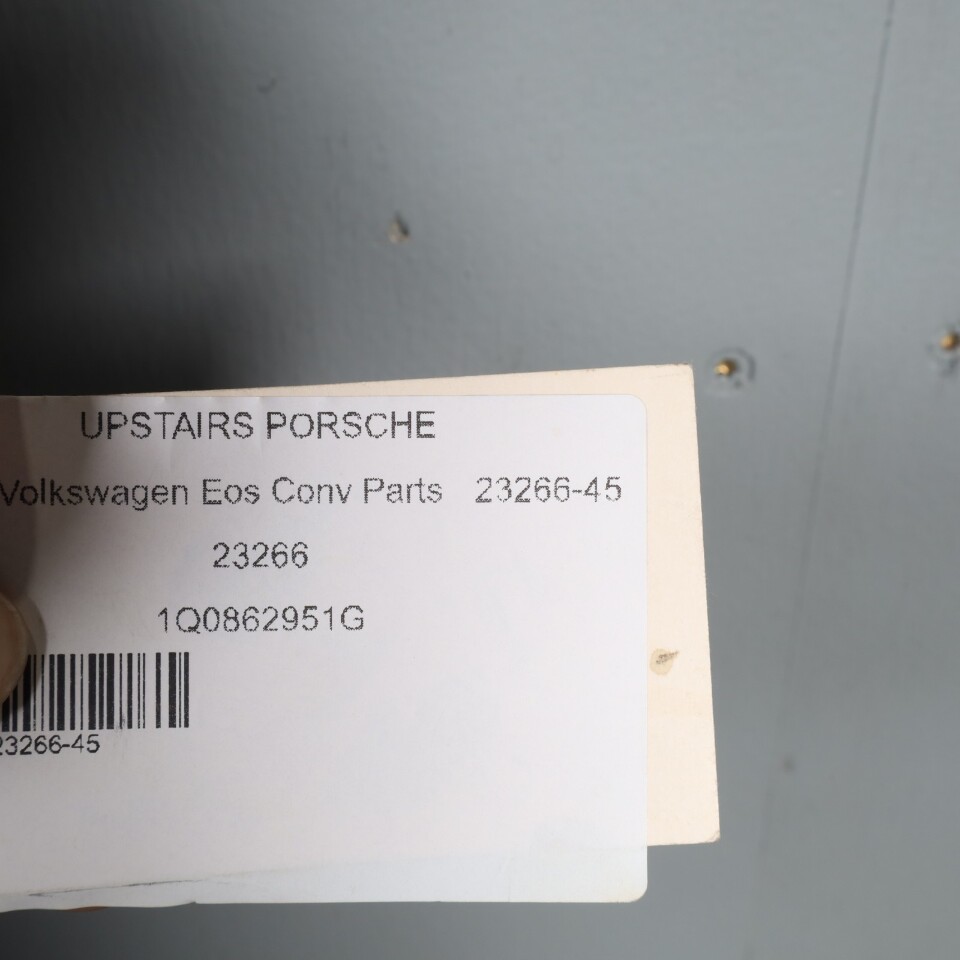 UPSTAIRS PORSCHE
Volkswagen Eos Conv Parts 23266-45
23266
1Q0862951G
23266-45